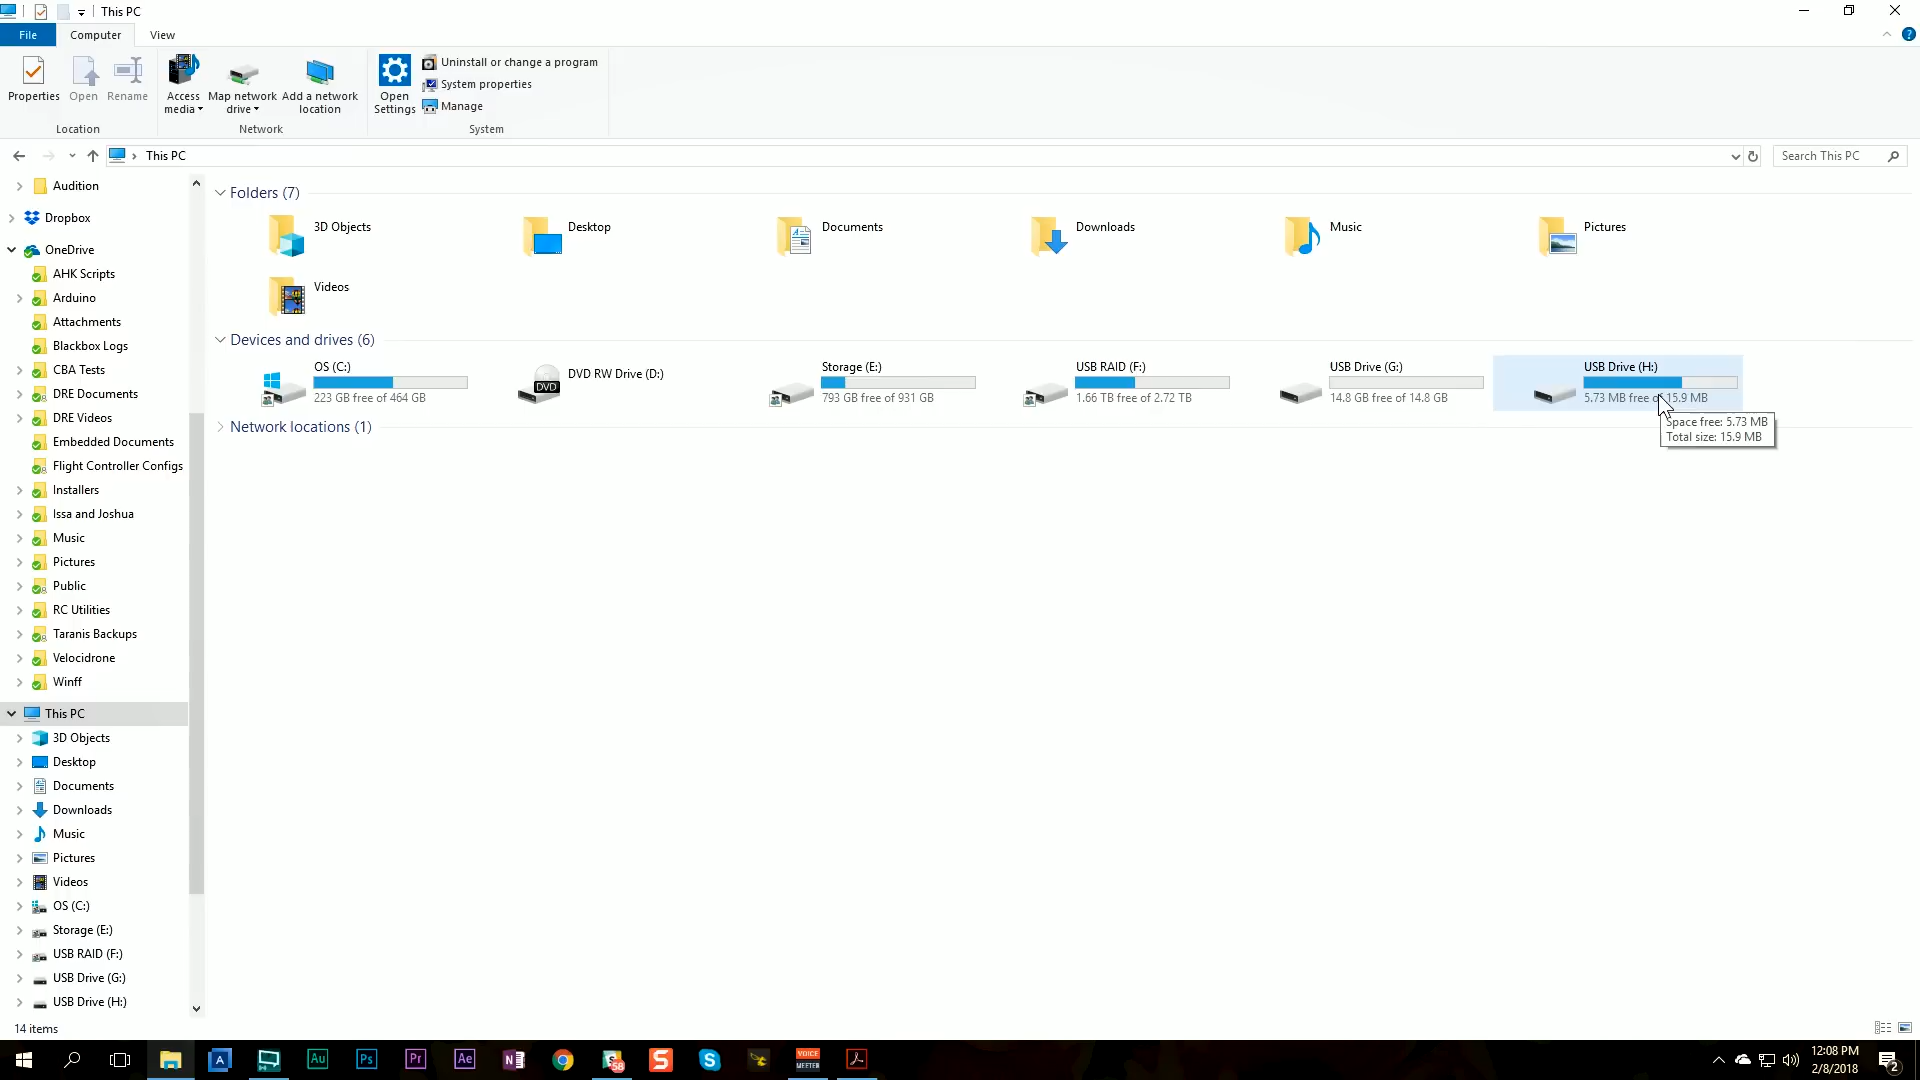 This PC
File
Computer
View
Properties
Open
Rename
Access media
Map network drive
Add a network location
Open Settings
Uninstall or change a program
System properties
Manage
Location
Network
System
This PC
Search This PC
Audition
Dropbox
OneDrive
AHK Scripts
Arduino
Attachments
Blackbox Logs
CBA Tests
DRE Documents
DRE Videos
Embedded Documents
Flight Controller Configs
Installers
Issa and Joshua
Music
Pictures
Public
RC Utilities
Taranis Backups
Velocidrone
Winff
This PC
3D Objects
Desktop
Documents
Downloads
Music
Pictures
Videos
OS (C:)
Storage (E:)
USB RAID (F:)
USB Drive (G:)
USB Drive (H:)
14 items
Folders (7)
3D Objects
Desktop
Documents
Downloads
Music
Pictures
Videos
Devices and drives (6)
OS (C:)
223 GB free of 464 GB
DVD
DVD RW Drive (D:)
Storage (E:)
793 GB free of 931 GB
USB RAID (F:)
1.66 TB free of 2.72 TB
USB Drive (G:)
14.8 GB free of 14.8 GB
USB Drive (H:)
5.73 MB free of 15.9 MB
Space free: 5.73 MB
Total size: 15.9 MB
Network locations (1)
A
Au
Ps
Pr
Ae
N
SB
S
S
VOICE
MEETER
12:08 PM
2/8/2018
2